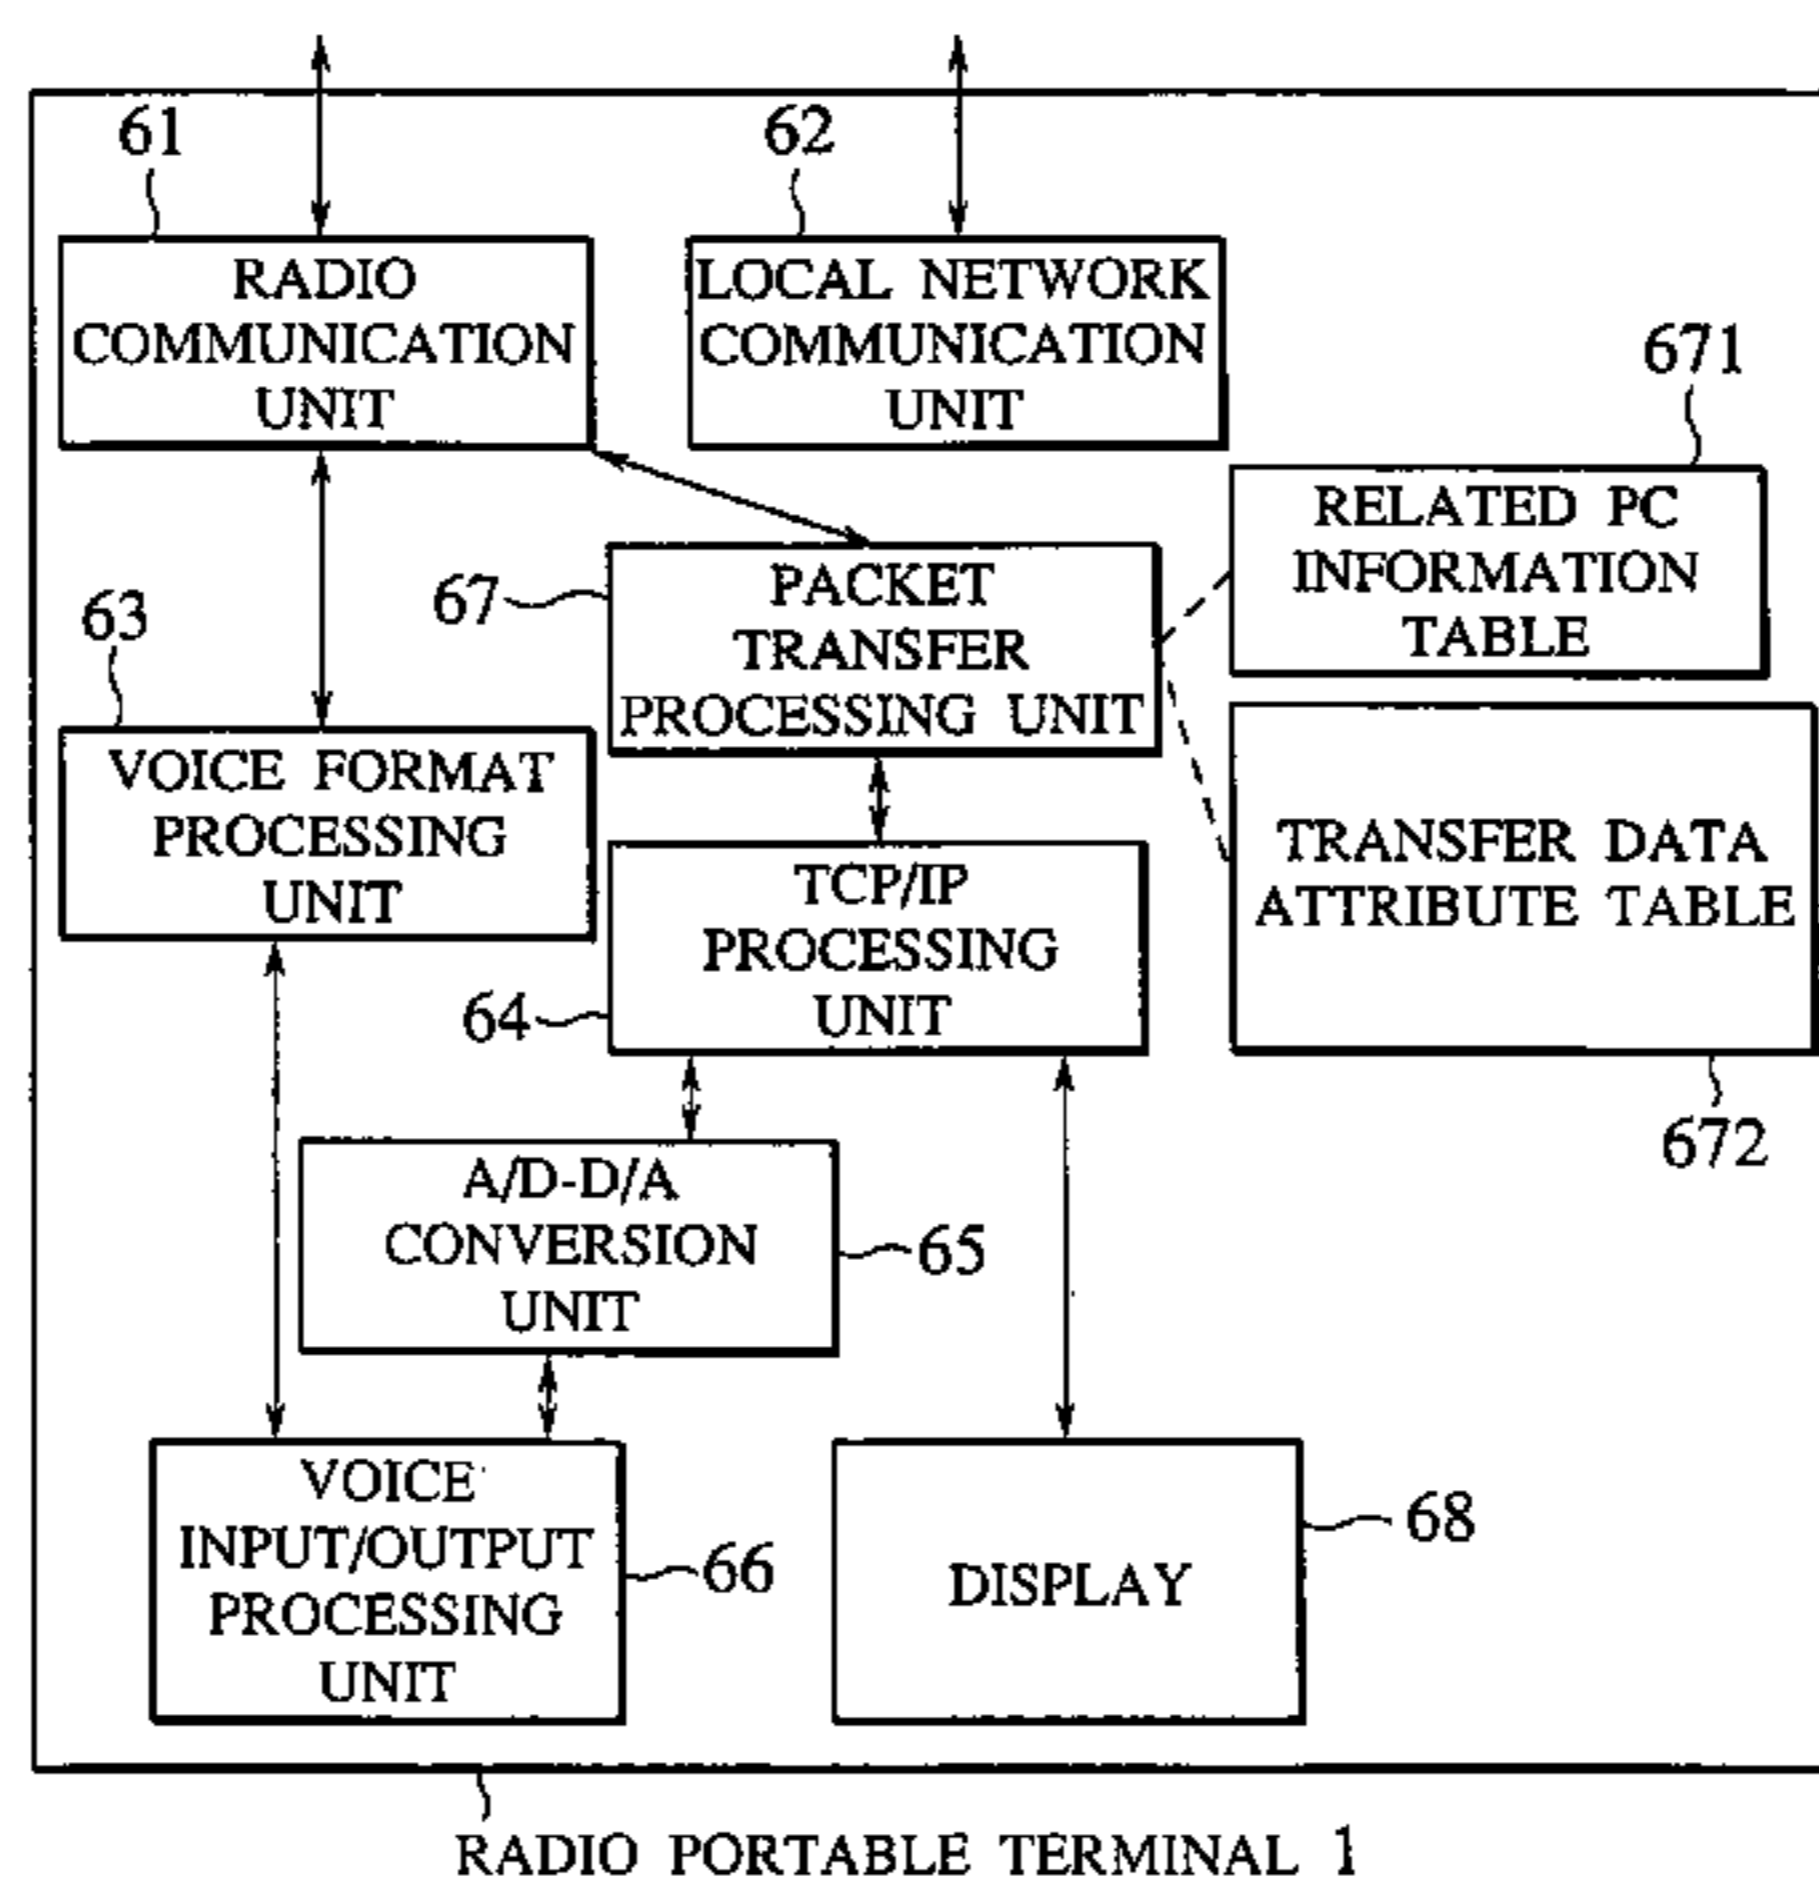 61
62
RADIO
COMMUNICATION
UNIT
LOCAL NETWORK
COMMUNICATION
UNIT
671
RELATED PC
INFORMATION
TABLE
67
PACKET
TRANSFER
PROCESSING UNIT
63
VOICE FORMAT
PROCESSING
UNIT
TRANSFER DATA
ATTRIBUTE TABLE
672
TCP/IP
PROCESSING
UNIT
64
A/D-D/A
CONVERSION
UNIT
65
VOICE
INPUT/OUTPUT
PROCESSING
UNIT
66
DISPLAY
68
RADIO PORTABLE TERMINAL 1